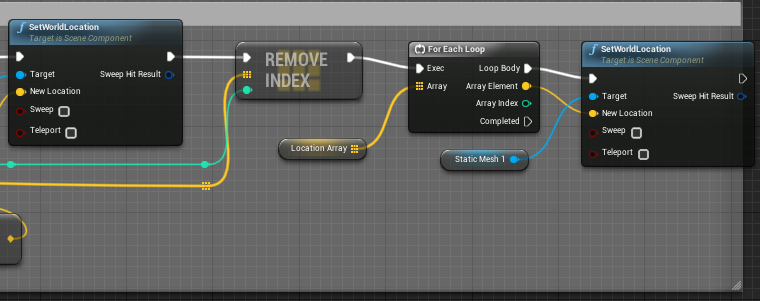 SetWorldLocation
Target is Scene Component
Target
Sweep Hit Result
New Location
Sweep
Teleport
REMOVE
INDEX
For Each Loop
Exec
Loop Body
Array
Array Element
Array Index
Completed
Location Array
Static Mesh 1
SetWorldLocation
Target is Scene Component
Target
Sweep Hit Result
New Location
Sweep
Teleport